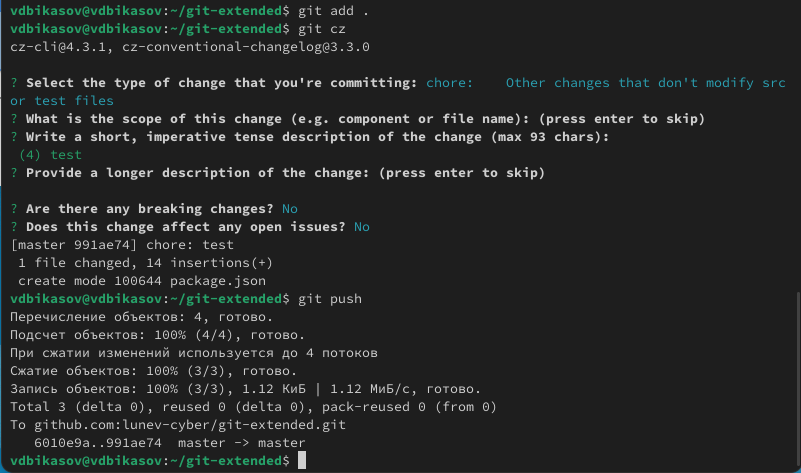 vdbikasov@vdbikasov:~/git-extended$ git add .
vdbikasov@vdbikasov:~/git-extended$ git cz
cz-cli@4.3.1, cz-conventional-changelog@3.3.0
? Select the type of change that you're committing: chore:    Other changes that don't modify src
or test files
? What is the scope of this change (e.g. component or file name): (press enter to skip)
? Write a short, imperative tense description of the change (max 93 chars):
 (4) test
? Provide a longer description of the change: (press enter to skip)
? Are there any breaking changes? No
? Does this change affect any open issues? No
[master 991ae74] chore: test
 1 file changed, 14 insertions(+)
 create mode 100644 package.json
vdbikasov@vdbikasov:~/git-extended$ git push
Перечисление объектов: 4, готово.
Подсчет объектов: 100% (4/4), готово.
При сжатии изменений используется до 4 потоков
Сжатие объектов: 100% (3/3), готово.
Запись объектов: 100% (3/3), 1.12 КиБ | 1.12 МиБ/с, готово.
Total 3 (delta 0), reused 0 (delta 0), pack-reused 0 (from 0)
To github.com:lunev-cyber/git-extended.git
   6010e9a..991ae74  master -> master
vdbikasov@vdbikasov:~/git-extended$